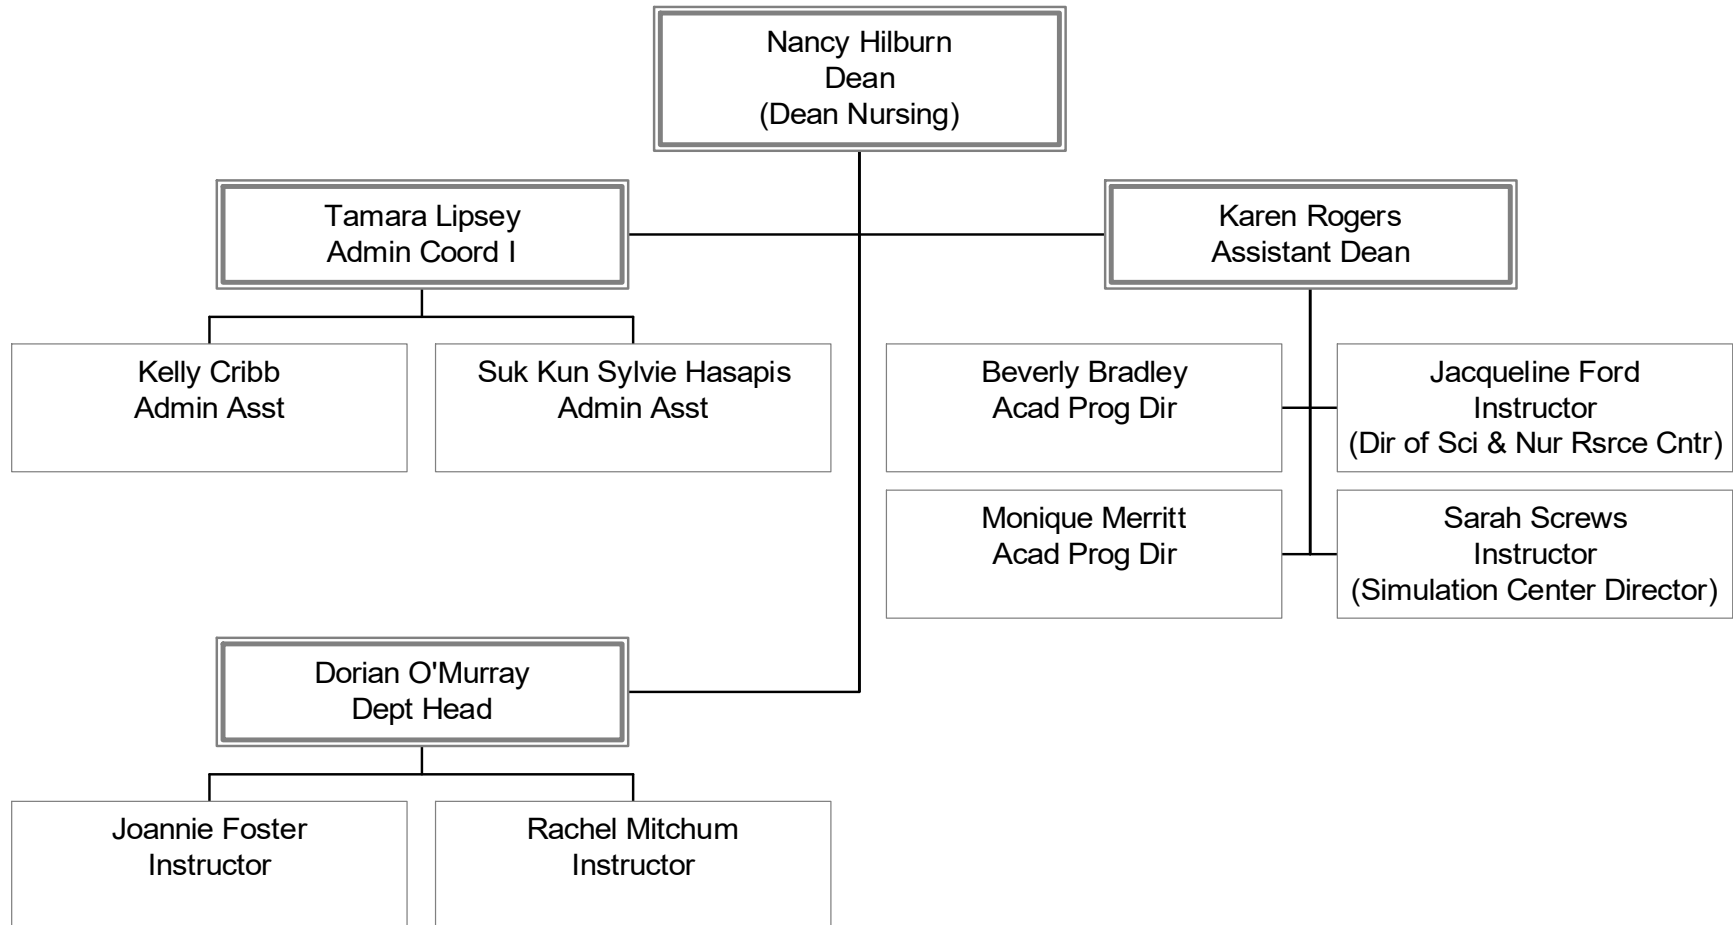 Nancy Hilburn
Dean
(Dean Nursing)
Tamara Lipsey
Admin Coord I
Karen Rogers
Assistant Dean
Kelly Cribb
Admin Asst
Suk Kun Sylvie Hasapis
Admin Asst
Beverly Bradley
Acad Prog Dir
Jacqueline Ford
Instructor
(Dir of Sci & Nur Rsrce Cntr)
Monique Merritt
Acad Prog Dir
Sarah Screws
Instructor
(Simulation Center Director)
Dorian O'Murray
Dept Head
Joannie Foster
Instructor
Rachel Mitchum
Instructor